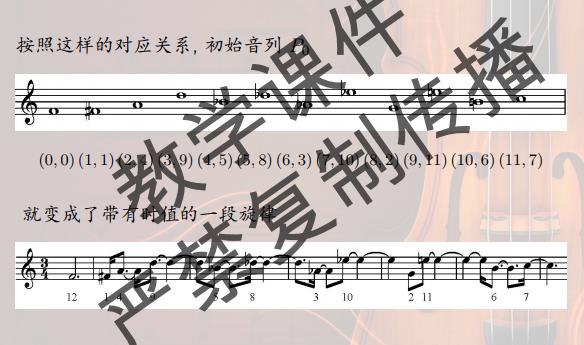 按照这样的对应关系, 初始音列 P₀
(0,0) (1,1) (2,4) (3,9) (4,5) (5,8) (6,3) (7,10) (8,2) (9,11) (10,6) (11,7)
就变成了带有时值的一段旋律
3
4
12 1 4 9 5 8 3 10 2 11 6 7
教学课件
严禁复制传播